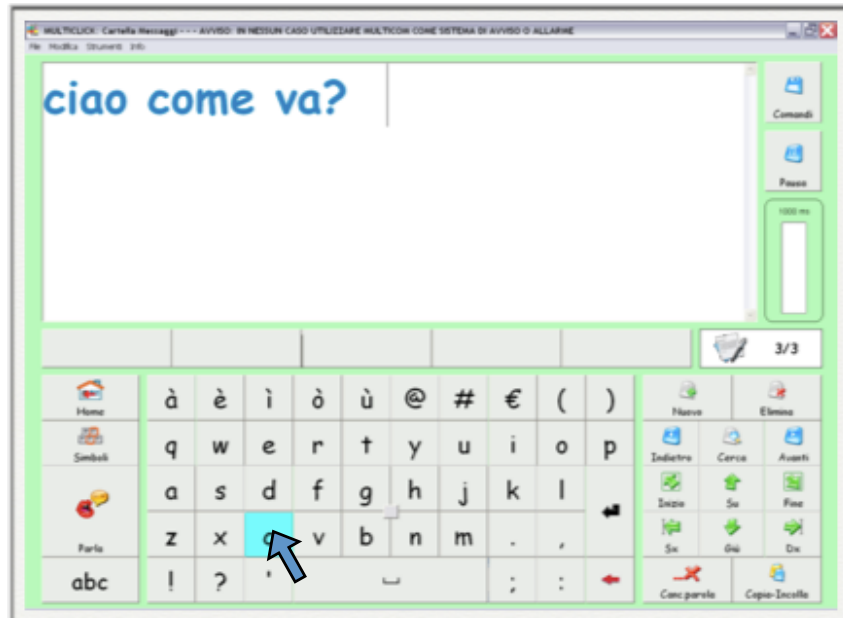 MULTICLICK: Cartella Messaggi - - - AVVISO: IN NESSUN CASO UTILIZZARE MULTICOM COME SISTEMA DI AVVISO O ALLARME
File Modifica Strumenti Info
ciao come va?
Comandi
Pausa
1000 ms
3/3
Home
à è ì ò ù @ # € ( )
Nuovo Elimina
Simboli
q w e r t y u i o p
Indietro Cerca Avanti
a s d f g h j k l
Inizio Su Fine
Parla
z x c v b n m . ,
Sx Giù Dx
abc
! ? ' ; :
Canc.parola Copia-Incolla